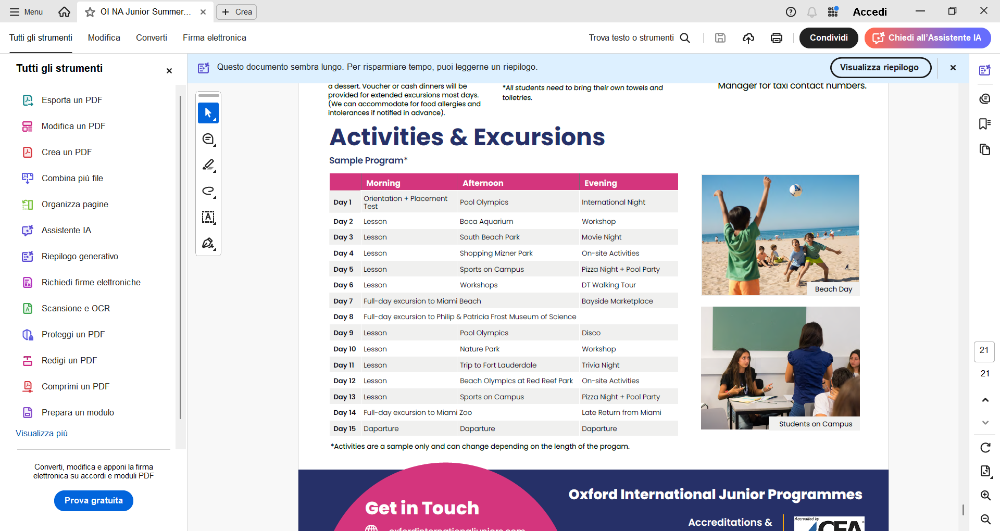 Menu
OI NA Junior Summer...
Crea
Accedi
Tutti gli strumenti
Modifica
Converti
Firma elettronica
Trova testo o strumenti
Condividi
Chiedi all'Assistente IA
Tutti gli strumenti
Esporta un PDF
Modifica un PDF
Crea un PDF
Combina più file
Organizza pagine
Assistente IA
Riepilogo generativo
Richiedi firme elettroniche
Scansione e OCR
Proteggi un PDF
Redigi un PDF
Comprimi un PDF
Prepara un modulo
Visualizza più
Converti, modifica e apponi la firma
elettronica su accordi e moduli PDF
Prova gratuita
Questo documento sembra lungo. Per risparmiare tempo, puoi leggerne un riepilogo.
Visualizza riepilogo
a dessert. Voucher or cash dinners will be
provided for extended excursions most days.
(We can accommodate for food allergies and
intolerances if notified in advance).
*All students need to bring their own towels and
toiletries.
Manager for taxi contact numbers.
Activities & Excursions
Sample Program*
Morning Afternoon Evening
Day 1 Orientation + Placement Test Pool Olympics International Night
Day 2 Lesson Boca Aquarium Workshop
Day 3 Lesson South Beach Park Movie Night
Day 4 Lesson Shopping Mizner Park On-site Activities
Day 5 Lesson Sports on Campus Pizza Night + Pool Party
Day 6 Lesson Workshops DT Walking Tour
Day 7 Full-day excursion to Miami Beach Bayside Marketplace
Day 8 Full-day excursion to Philip & Patricia Frost Museum of Science
Day 9 Lesson Pool Olympics Disco
Day 10 Lesson Nature Park Workshop
Day 11 Lesson Trip to Fort Lauderdale Trivia Night
Day 12 Lesson Beach Olympics at Red Reef Park On-site Activities
Day 13 Lesson Sports on Campus Pizza Night + Pool Party
Day 14 Full-day excursion to Miami Zoo Late Return from Miami
Day 15 Daparture Daparture Daparture
*Activities are a sample only and can change depending on the length of the progam.
Beach Day
Students on Campus
Get in Touch
oxfordinternationaljuniors.com
Oxford International Junior Programmes
Accreditations &
Accredited by
CEA
21
21